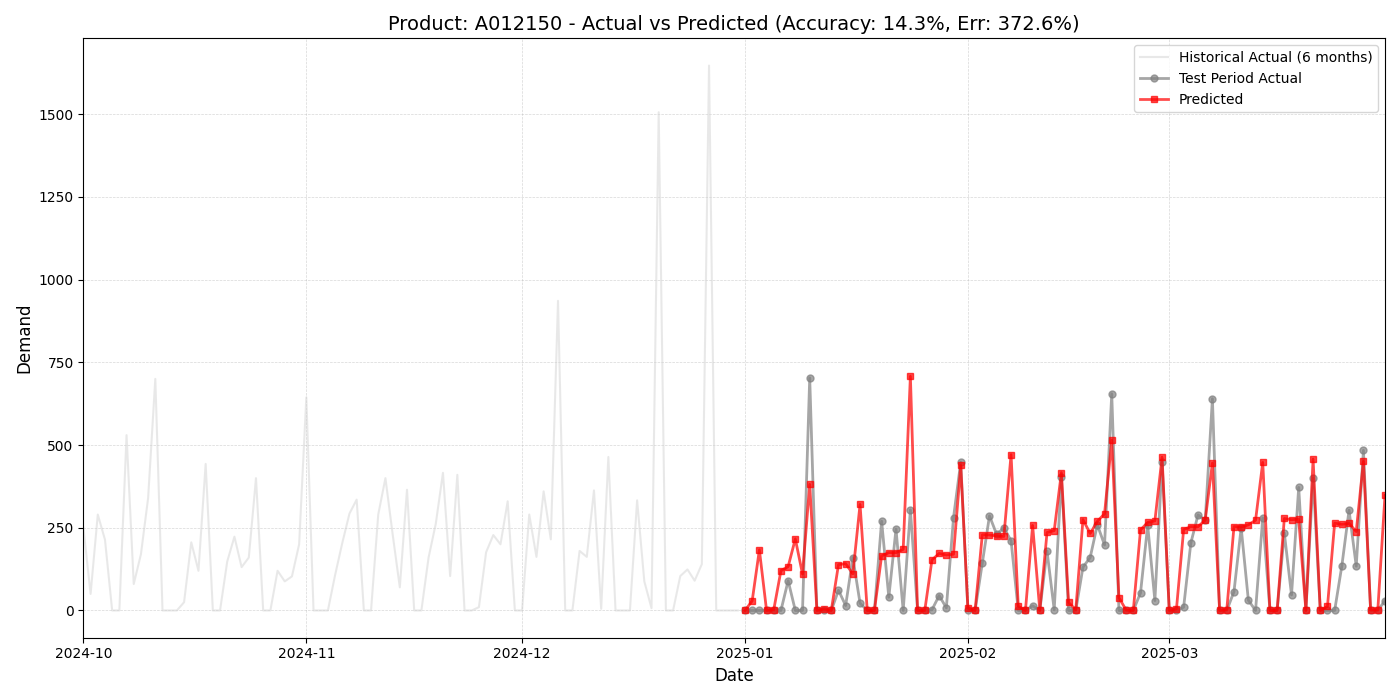 Product: A012150 - Actual vs Predicted (Accuracy: 14.3%, Err: 372.6%)
Historical Actual (6 months)
Test Period Actual
Predicted
1500
1250
1000
750
500
250
0
Demand
2024-10
2024-11
2024-12
2025-01
2025-02
2025-03
Date